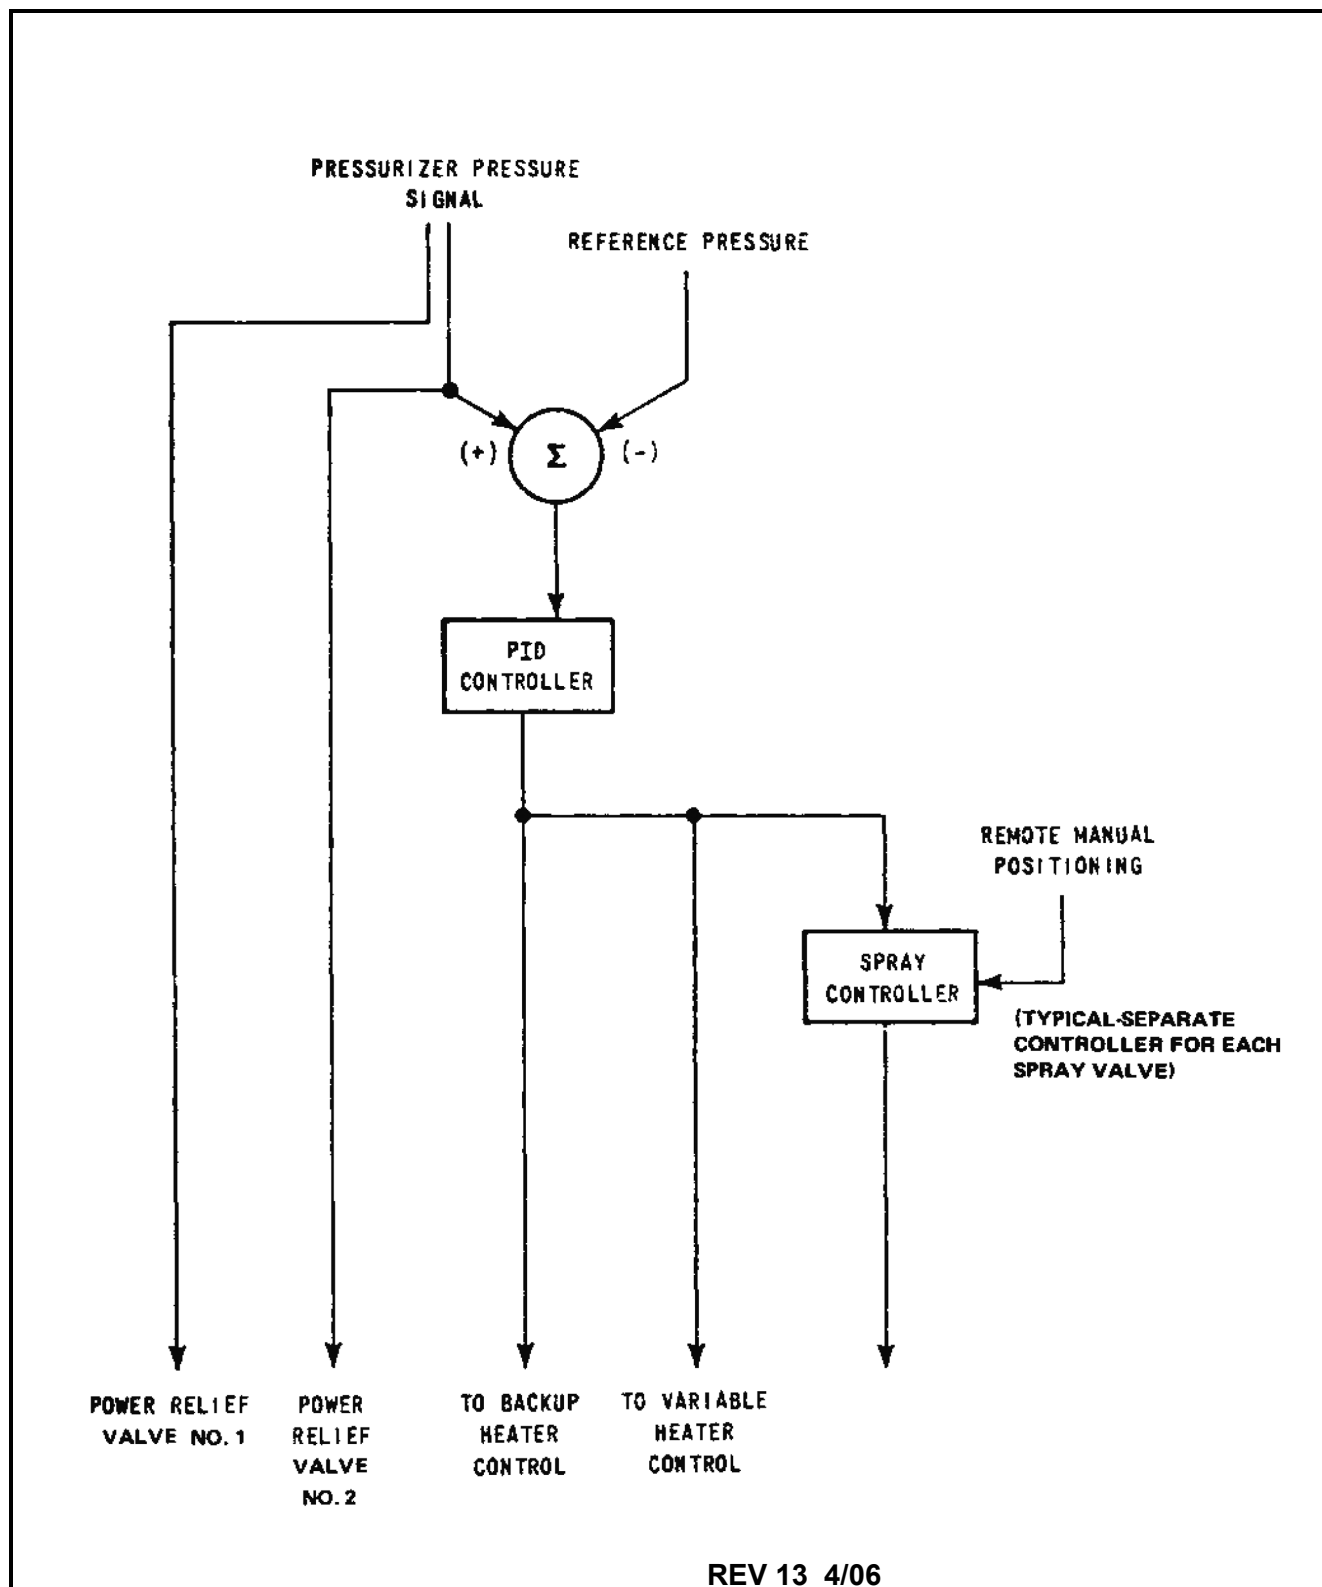 PRESSURIZER PRESSURE
SIGNAL
REFERENCE PRESSURE
(+)
Σ
(-)
PID
CONTROLLER
REMOTE MANUAL
POSITIONING
SPRAY
CONTROLLER
(TYPICAL-SEPARATE
CONTROLLER FOR EACH
SPRAY VALVE)
POWER RELIEF
VALVE NO. 1
POWER
RELIEF
VALVE
NO. 2
TO BACKUP
HEATER
CONTROL
TO VARIABLE
HEATER
CONTROL
REV 13 4/06